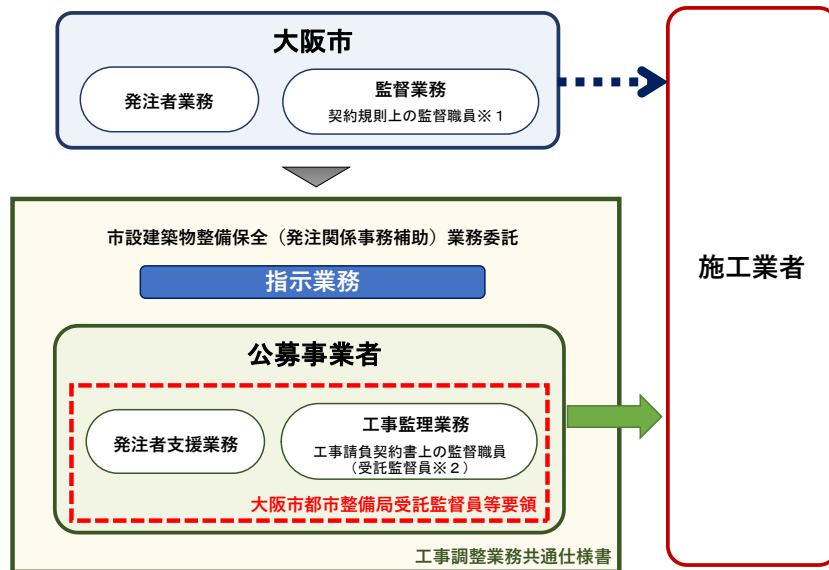 大阪市
発注者業務
監督業務
契約規則上の監督職員※１
市設建築物整備保全（発注関係事務補助）業務委託
指示業務
公募事業者
発注者支援業務
工事監理業務
工事請負契約書上の監督職員
（受託監督員※２）
大阪市都市整備局受託監督員等要領
工事調整業務共通仕様書
施工業者